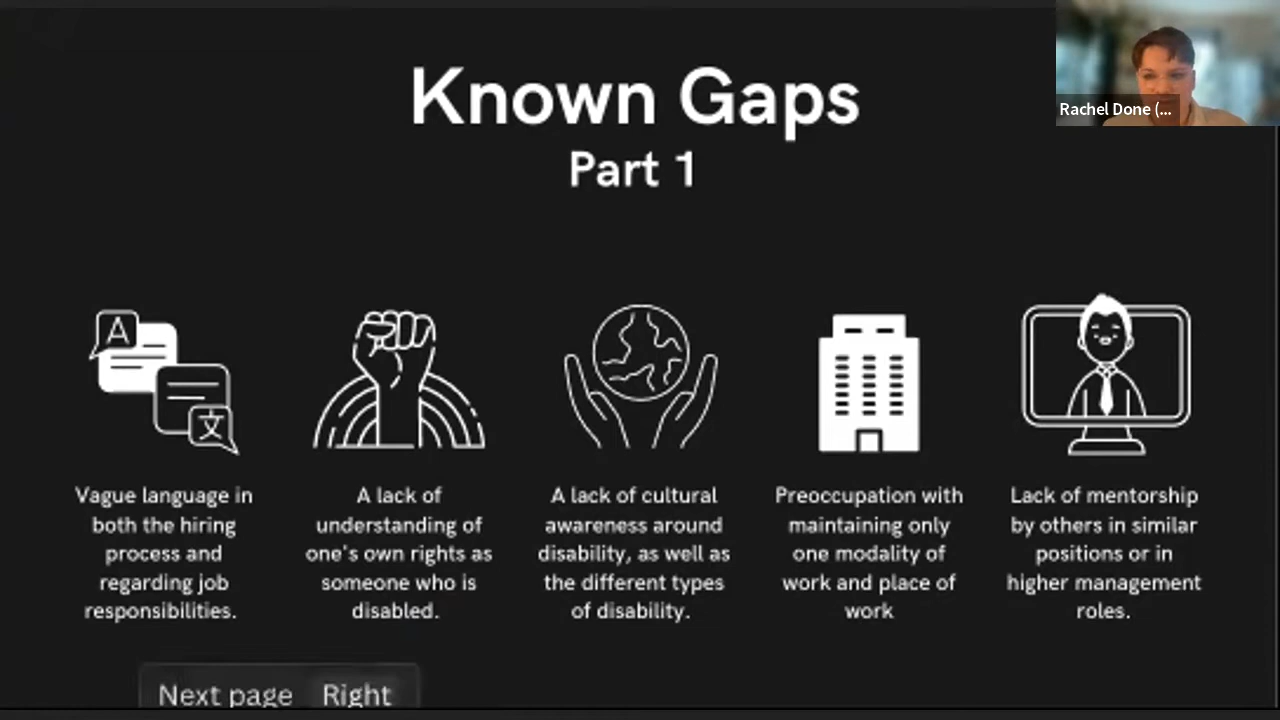 Known Gaps
Part 1
Rachel Done (...
A
文
Vague language in
both the hiring
process and
regarding job
responsibilities.
A lack of
understanding of
one's own rights as
someone who is
disabled.
A lack of cultural
awareness around
disability, as well as
the different types
of disability.
Preoccupation with
maintaining only
one modality of
work and place of
work
Lack of mentorship
by others in similar
positions or in
higher management
roles.
Next page Right